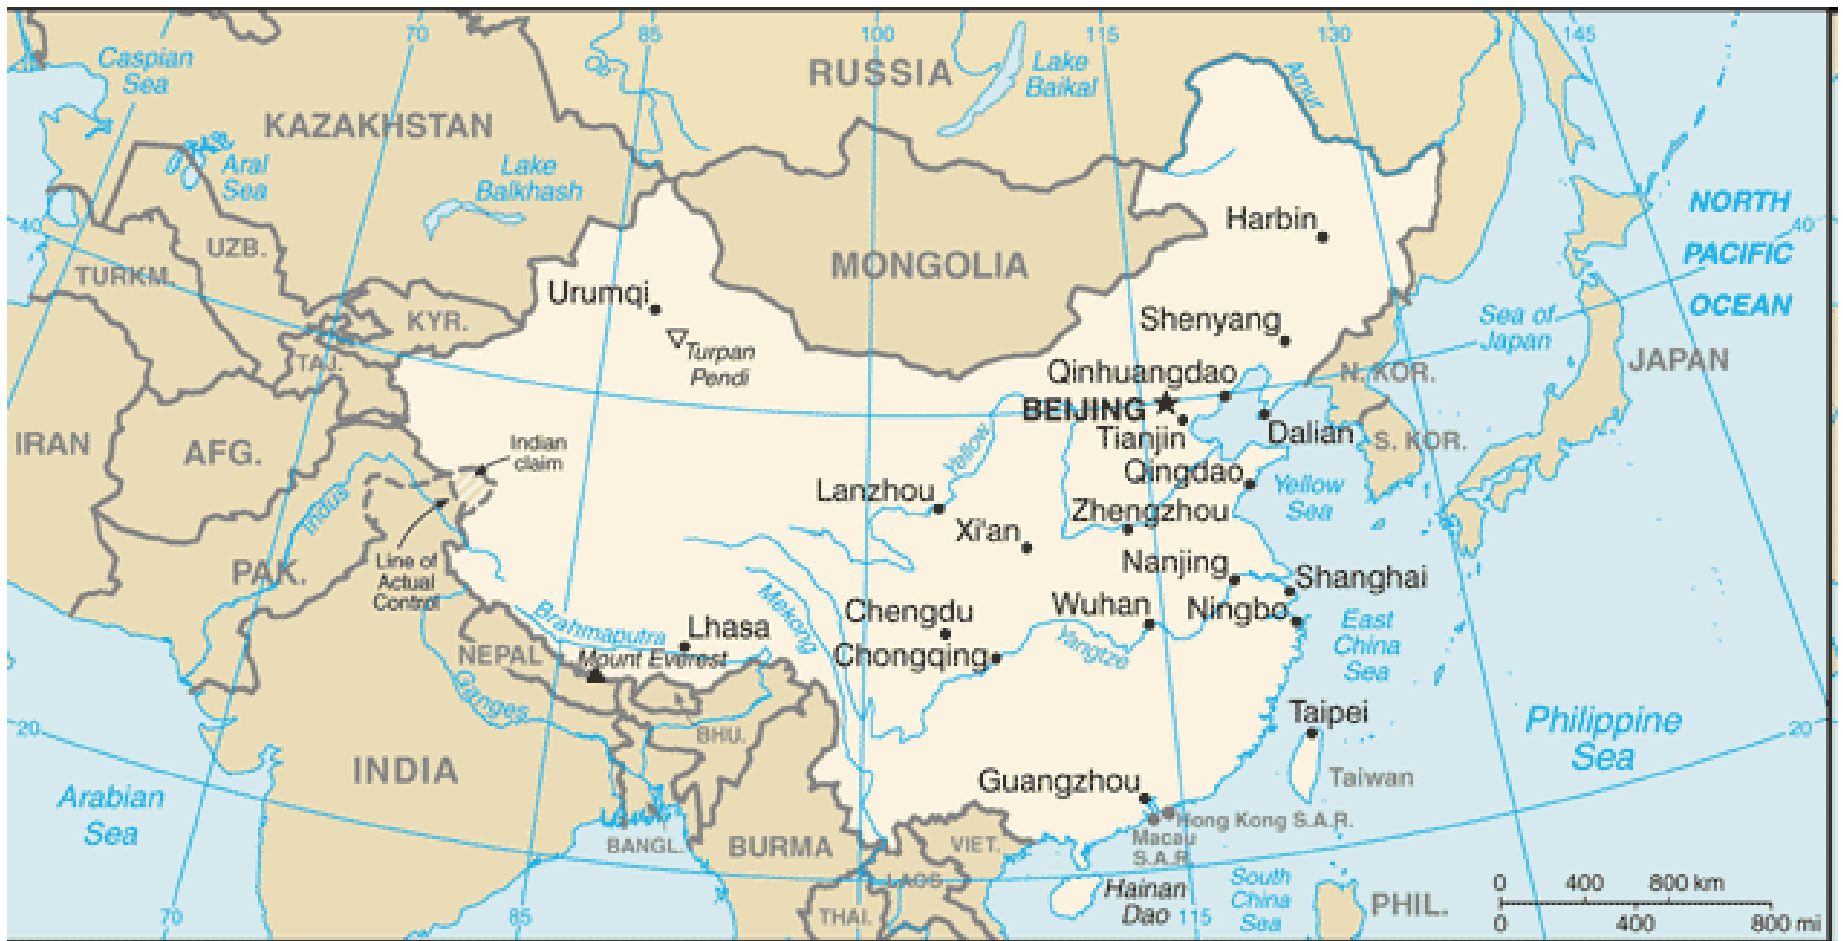 70
85
100
115
130
145
Caspian
Sea
RUSSIA
Lake
Baikal
Amur
KAZAKHSTAN
Aral
Sea
Lake
Balkhash
NORTH
PACIFIC
OCEAN
40
40
Harbin
UZB.
MONGOLIA
TURKM.
Urumqi
KYR.
Shenyang
Sea of
Japan
Turpan
Pendi
TAJ.
Qinhuangdao
N. KOR.
JAPAN
BEIJING
Tianjin
Dalian
S. KOR.
IRAN
AFG.
Indian
claim
Yellow
Qingdao
Yellow
Sea
Lanzhou
Indus
Zhengzhou
Xi'an
Line of
Actual
Control
PAK.
Nanjing
Shanghai
Wuhan
Ningbo
East
China
Sea
Chengdu
Mekong
Brahmaputra
Lhasa
Chongqing
Yangtze
NEPAL
Mount Everest
Ganges
Taipei
Philippine
Sea
20
20
BHU.
INDIA
Taiwan
Guangzhou
Arabian
Sea
Hong Kong S.A.R.
Macau
S.A.R.
BANGL.
BURMA
VIET.
LAOS
Hainan
Dao
South
China
Sea
PHIL.
THAI.
70
85
115
0 400 800 km
0 400 800 mi